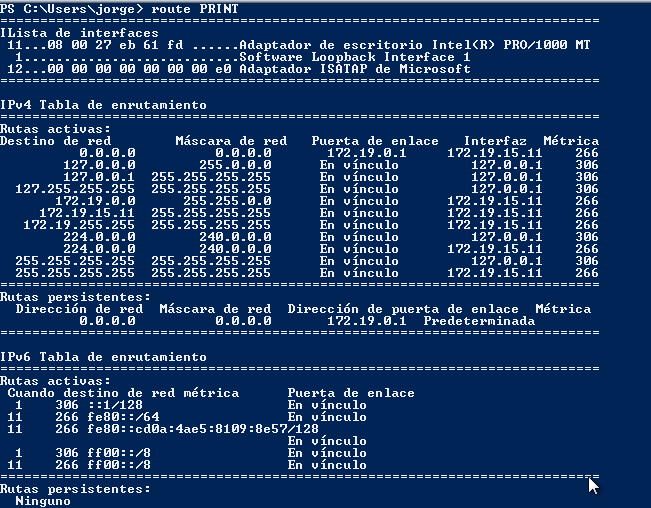 PS C:\Users\jorge> route PRINT
===========================================================================
ILista de interfaces
11...08 00 27 eb 61 fd ......Adaptador de escritorio Intel(R) PRO/1000 MT
1...........................Software Loopback Interface 1
12...00 00 00 00 00 00 00 e0 Adaptador ISATAP de Microsoft
===========================================================================
IPv4 Tabla de enrutamiento
===========================================================================
Rutas activas:
Destino de red Máscara de red Puerta de enlace Interfaz Métrica
0.0.0.0 0.0.0.0 172.19.0.1 172.19.15.11 266
127.0.0.0 255.0.0.0 En vínculo 127.0.0.1 306
127.0.0.1 255.255.255.255 En vínculo 127.0.0.1 306
127.255.255.255 255.255.255.255 En vínculo 127.0.0.1 306
172.19.0.0 255.255.0.0 En vínculo 172.19.15.11 266
172.19.15.11 255.255.255.255 En vínculo 172.19.15.11 266
172.19.255.255 255.255.255.255 En vínculo 172.19.15.11 266
224.0.0.0 240.0.0.0 En vínculo 127.0.0.1 306
224.0.0.0 240.0.0.0 En vínculo 172.19.15.11 266
255.255.255.255 255.255.255.255 En vínculo 127.0.0.1 306
255.255.255.255 255.255.255.255 En vínculo 172.19.15.11 266
===========================================================================
Rutas persistentes:
Dirección de red Máscara de red Dirección de puerta de enlace Métrica
0.0.0.0 0.0.0.0 172.19.0.1 Predeterminada
===========================================================================
IPv6 Tabla de enrutamiento
===========================================================================
Rutas activas:
Cuando destino de red métrica Puerta de enlace
1 306 ::1/128 En vínculo
11 266 fe80::/64 En vínculo
11 266 fe80::cd0a:4ae5:8109:8e57/128
En vínculo
1 306 ff00::/8 En vínculo
11 266 ff00::/8 En vínculo
===========================================================================
Rutas persistentes:
Ninguno